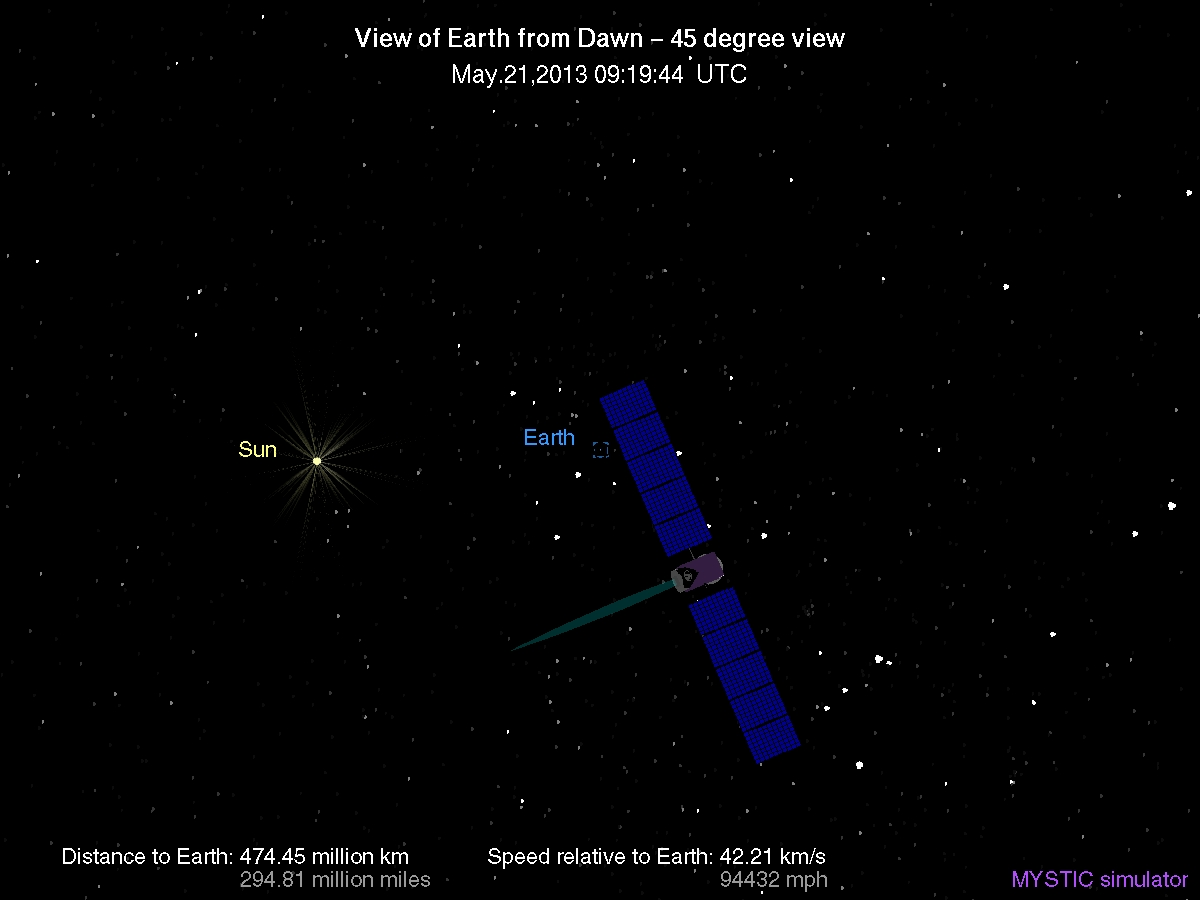 View of Earth from Dawn – 45 degree view
May.21,2013 09:19:44 UTC
Earth
Sun
Distance to Earth: 474.45 million km
294.81 million miles
Speed relative to Earth: 42.21 km/s
94432 mph
MYSTIC simulator